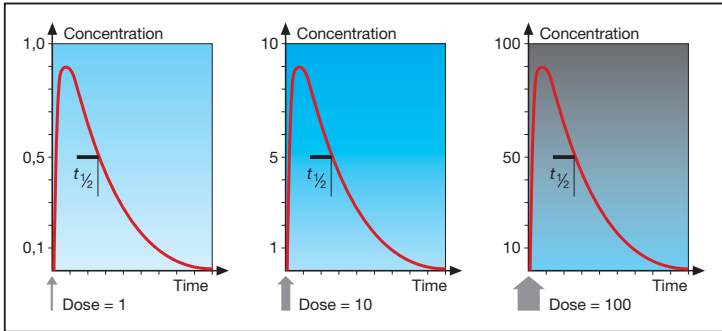 Concentration
1,0
0,5
0,1
t½
Time
Dose = 1
Concentration
10
5
1
t½
Time
Dose = 10
Concentration
100
50
10
t½
Time
Dose = 100